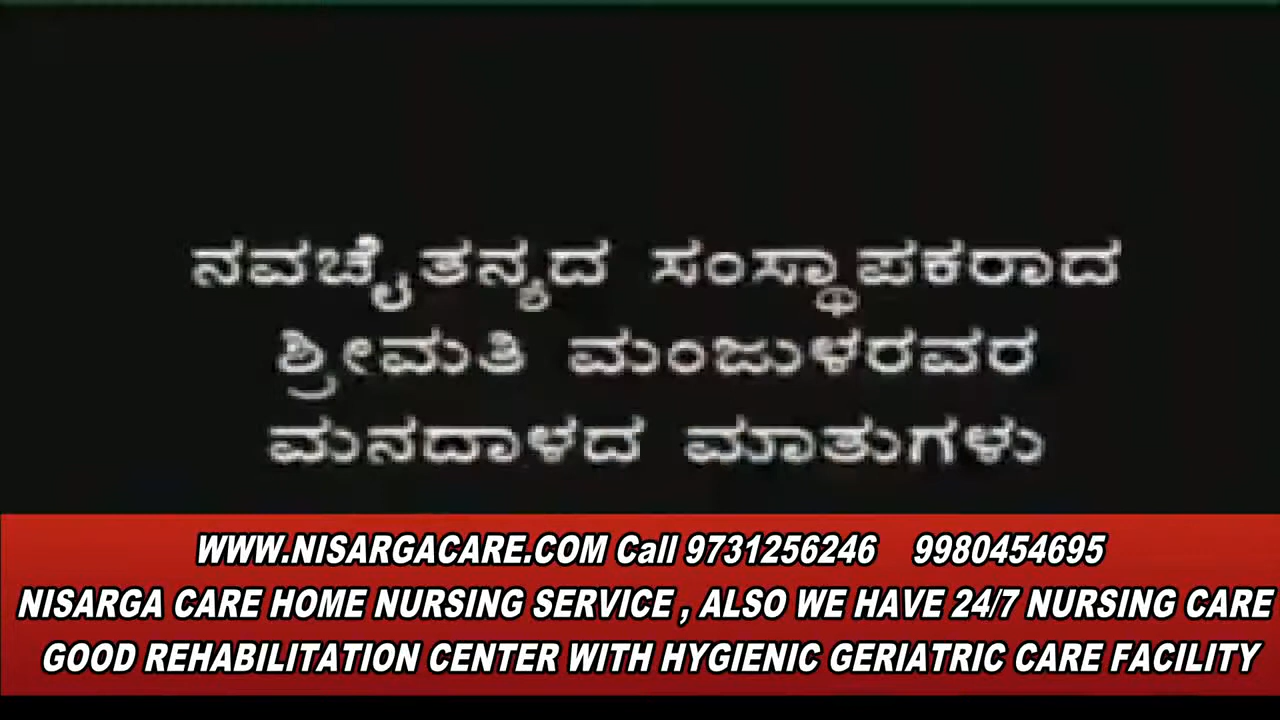 ನವಚೈತನ್ಯದ ಸಂಸ್ಥಾಪಕರಾದ
ಶ್ರೀಮತಿ ಮಂಜುಳರವರ
ಮನದಾಳದ ಮಾತುಗಳು
WWW.NISARGACARE.COM Call 9731256246 9980454695
NISARGA CARE HOME NURSING SERVICE , ALSO WE HAVE 24/7 NURSING CARE
GOOD REHABILITATION CENTER WITH HYGIENIC GERIATRIC CARE FACILITY